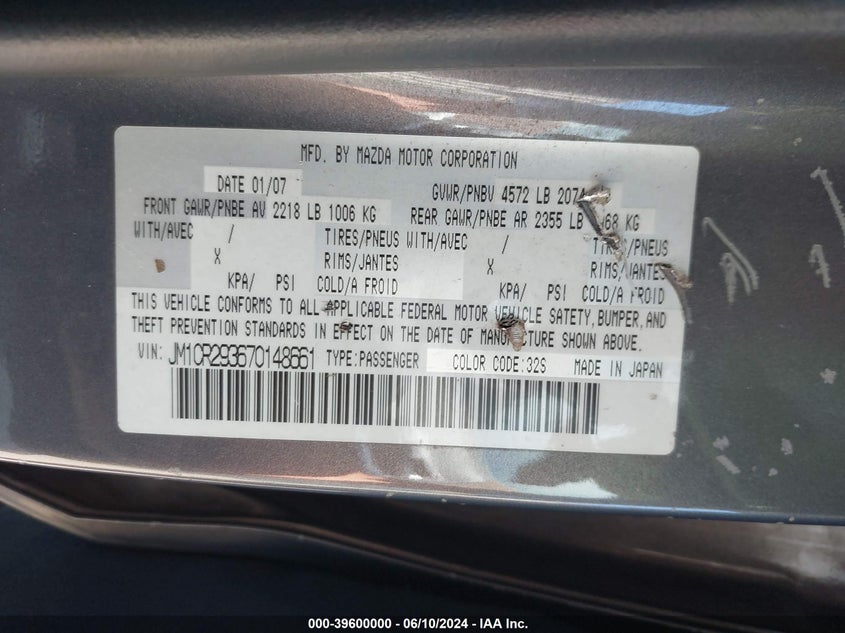 MFD. BY MAZDA MOTOR CORPORATION
DATE 01/07 GVWR/PNBV 4572 LB 2074
FRONT GAWR/PNBE AV 2218 LB 1006 KG REAR GAWR/PNBE AR 2355 LB KG
WITH/AVEC / TIRES/PNEUS WITH/AVEC / TIRES/PNEUS
X RIMS/JANTES X RIMS/JANTES
KPA/ PSI COLD/A FROID KPA/ PSI COLD/A FROID
THIS VEHICLE CONFORMS TO ALL APPLICABLE FEDERAL MOTOR VEHICLE SAFETY, BUMPER, AND
THEFT PREVENTION STANDARDS IN EFFECT ON THE DATE OF MANUFACTURE SHOWN ABOVE.
VIN: JM1CR293670148661 TYPE:PASSENGER COLOR CODE:32S MADE IN JAPAN
000-39600000 - 06/10/2024 - IAA Inc.